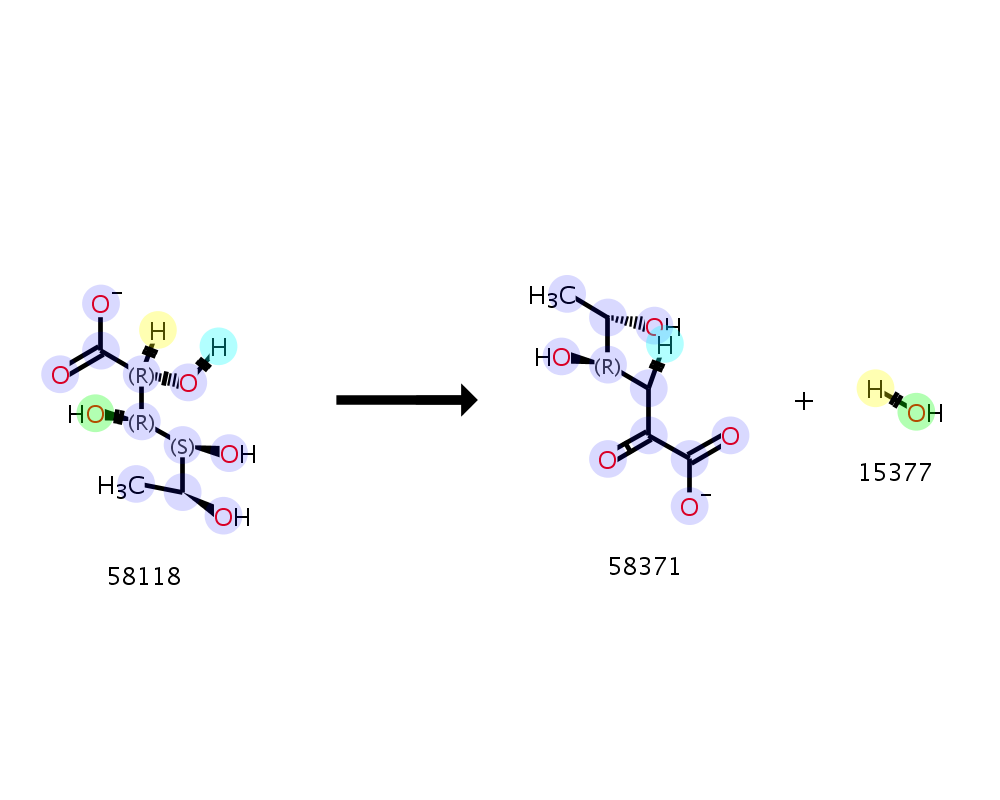 O−
H
H
O
(R)
O
HO
(R)
(S)
OH
H3C
OH
58118
H3C
OH
H
HO
(R)
O
O
O−
58371
+
H
OH
15377